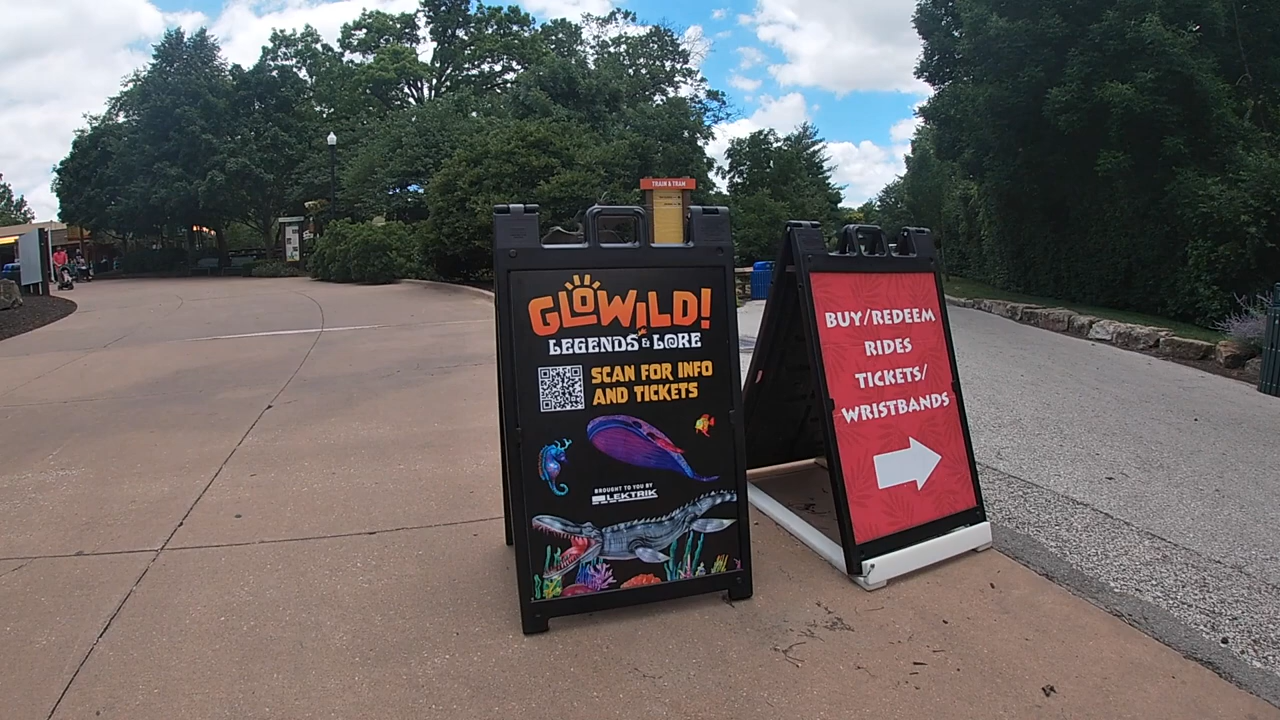 TRAIN & TRAM
GLOWILD!
LEGENDS & LORE
SCAN FOR INFO
AND TICKETS
BROUGHT TO YOU BY
LEKTRIK
BUY/REDEEM
RIDES
TICKETS/
WRISTBANDS